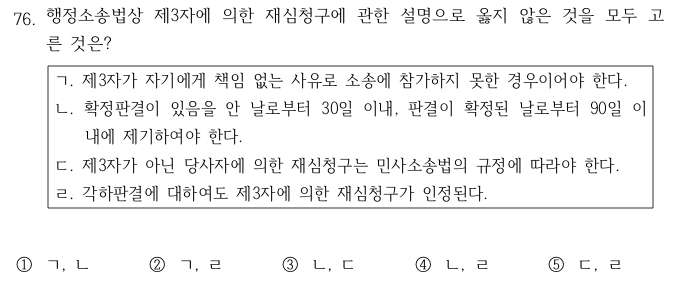 76. 행정소송법상 제3자에 의한 재심청구에 관한 설명으로 옳지 않은 것을 모두 고
른 것은?
ㄱ. 제3자가 자기에게 책임 없는 사유로 소송에 참가하지 못한 경우이어야 한다.
ㄴ. 확정판결이 있음을 안 날로부터 30일 이내, 판결이 확정된 날로부터 90일 이
내에 제기하여야 한다.
ㄷ. 제3자가 아닌 당사자에 의한 재심청구는 민사소송법의 규정에 따라야 한다.
ㄹ. 각하판결에 대하여도 제3자에 의한 재심청구가 인정된다.
① ㄱ, ㄴ ② ㄱ, ㄹ ③ ㄴ, ㄷ ④ ㄴ, ㄹ ⑤ ㄷ, ㄹ